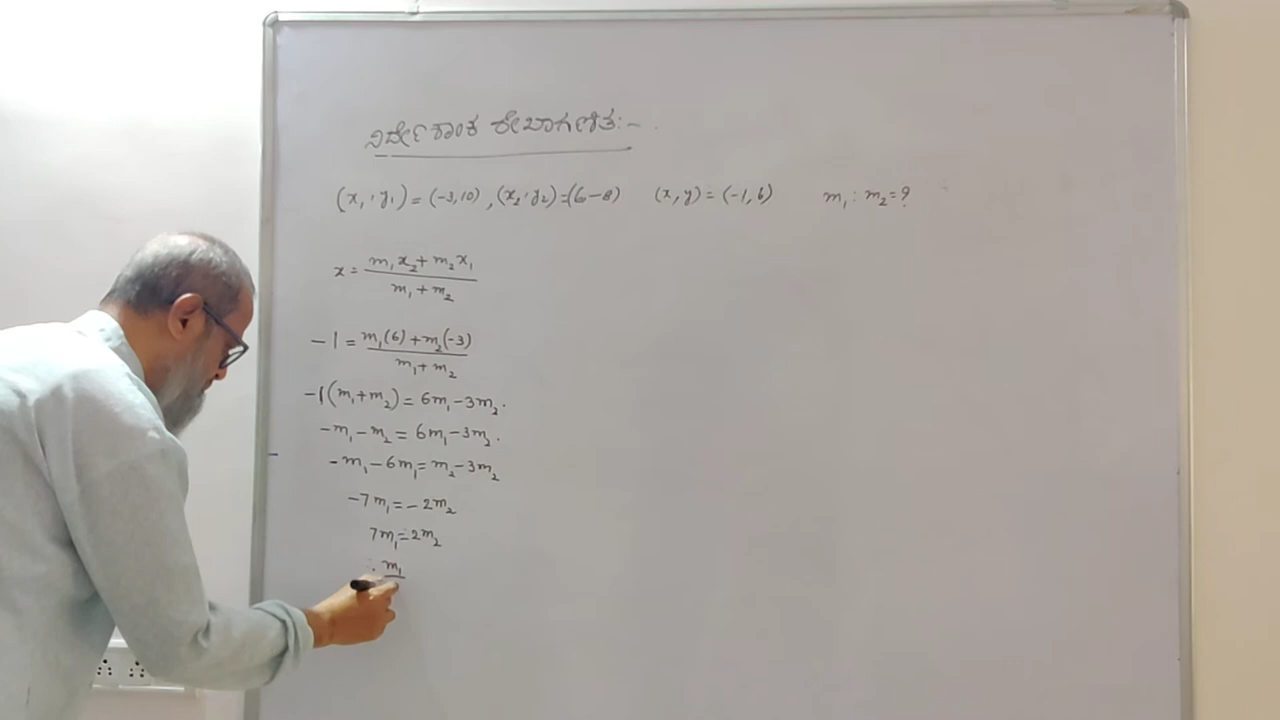 ನಿರ್ದೇಶಾಂಕ ರೇಖಾಗಣಿತ:-
(x₁, y₁) = (-3, 10), (x₂, y₂) = (6 -8) (x, y) = (-1, 6) m₁ : m₂ = ?
x = (m₁x₂ + m₂x₁) / (m₁ + m₂)
-1 = (m₁(6) + m₂(-3)) / (m₁ + m₂)
-1(m₁ + m₂) = 6m₁ - 3m₂.
-m₁ - m₂ = 6m₁ - 3m₂.
-m₁ - 6m₁ = m₂ - 3m₂
-7m₁ = -2m₂
7m₁ = 2m₂
m₁